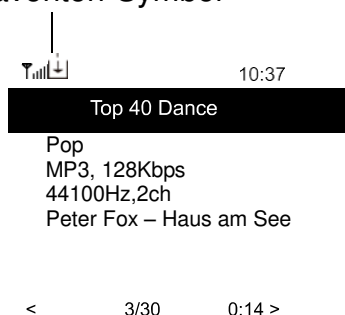 Favoriten-Symbol
10:37
Top 40 Dance
Pop
MP3, 128Kbps
44100Hz,2ch
Peter Fox – Haus am See
< 3/30 0:14 >